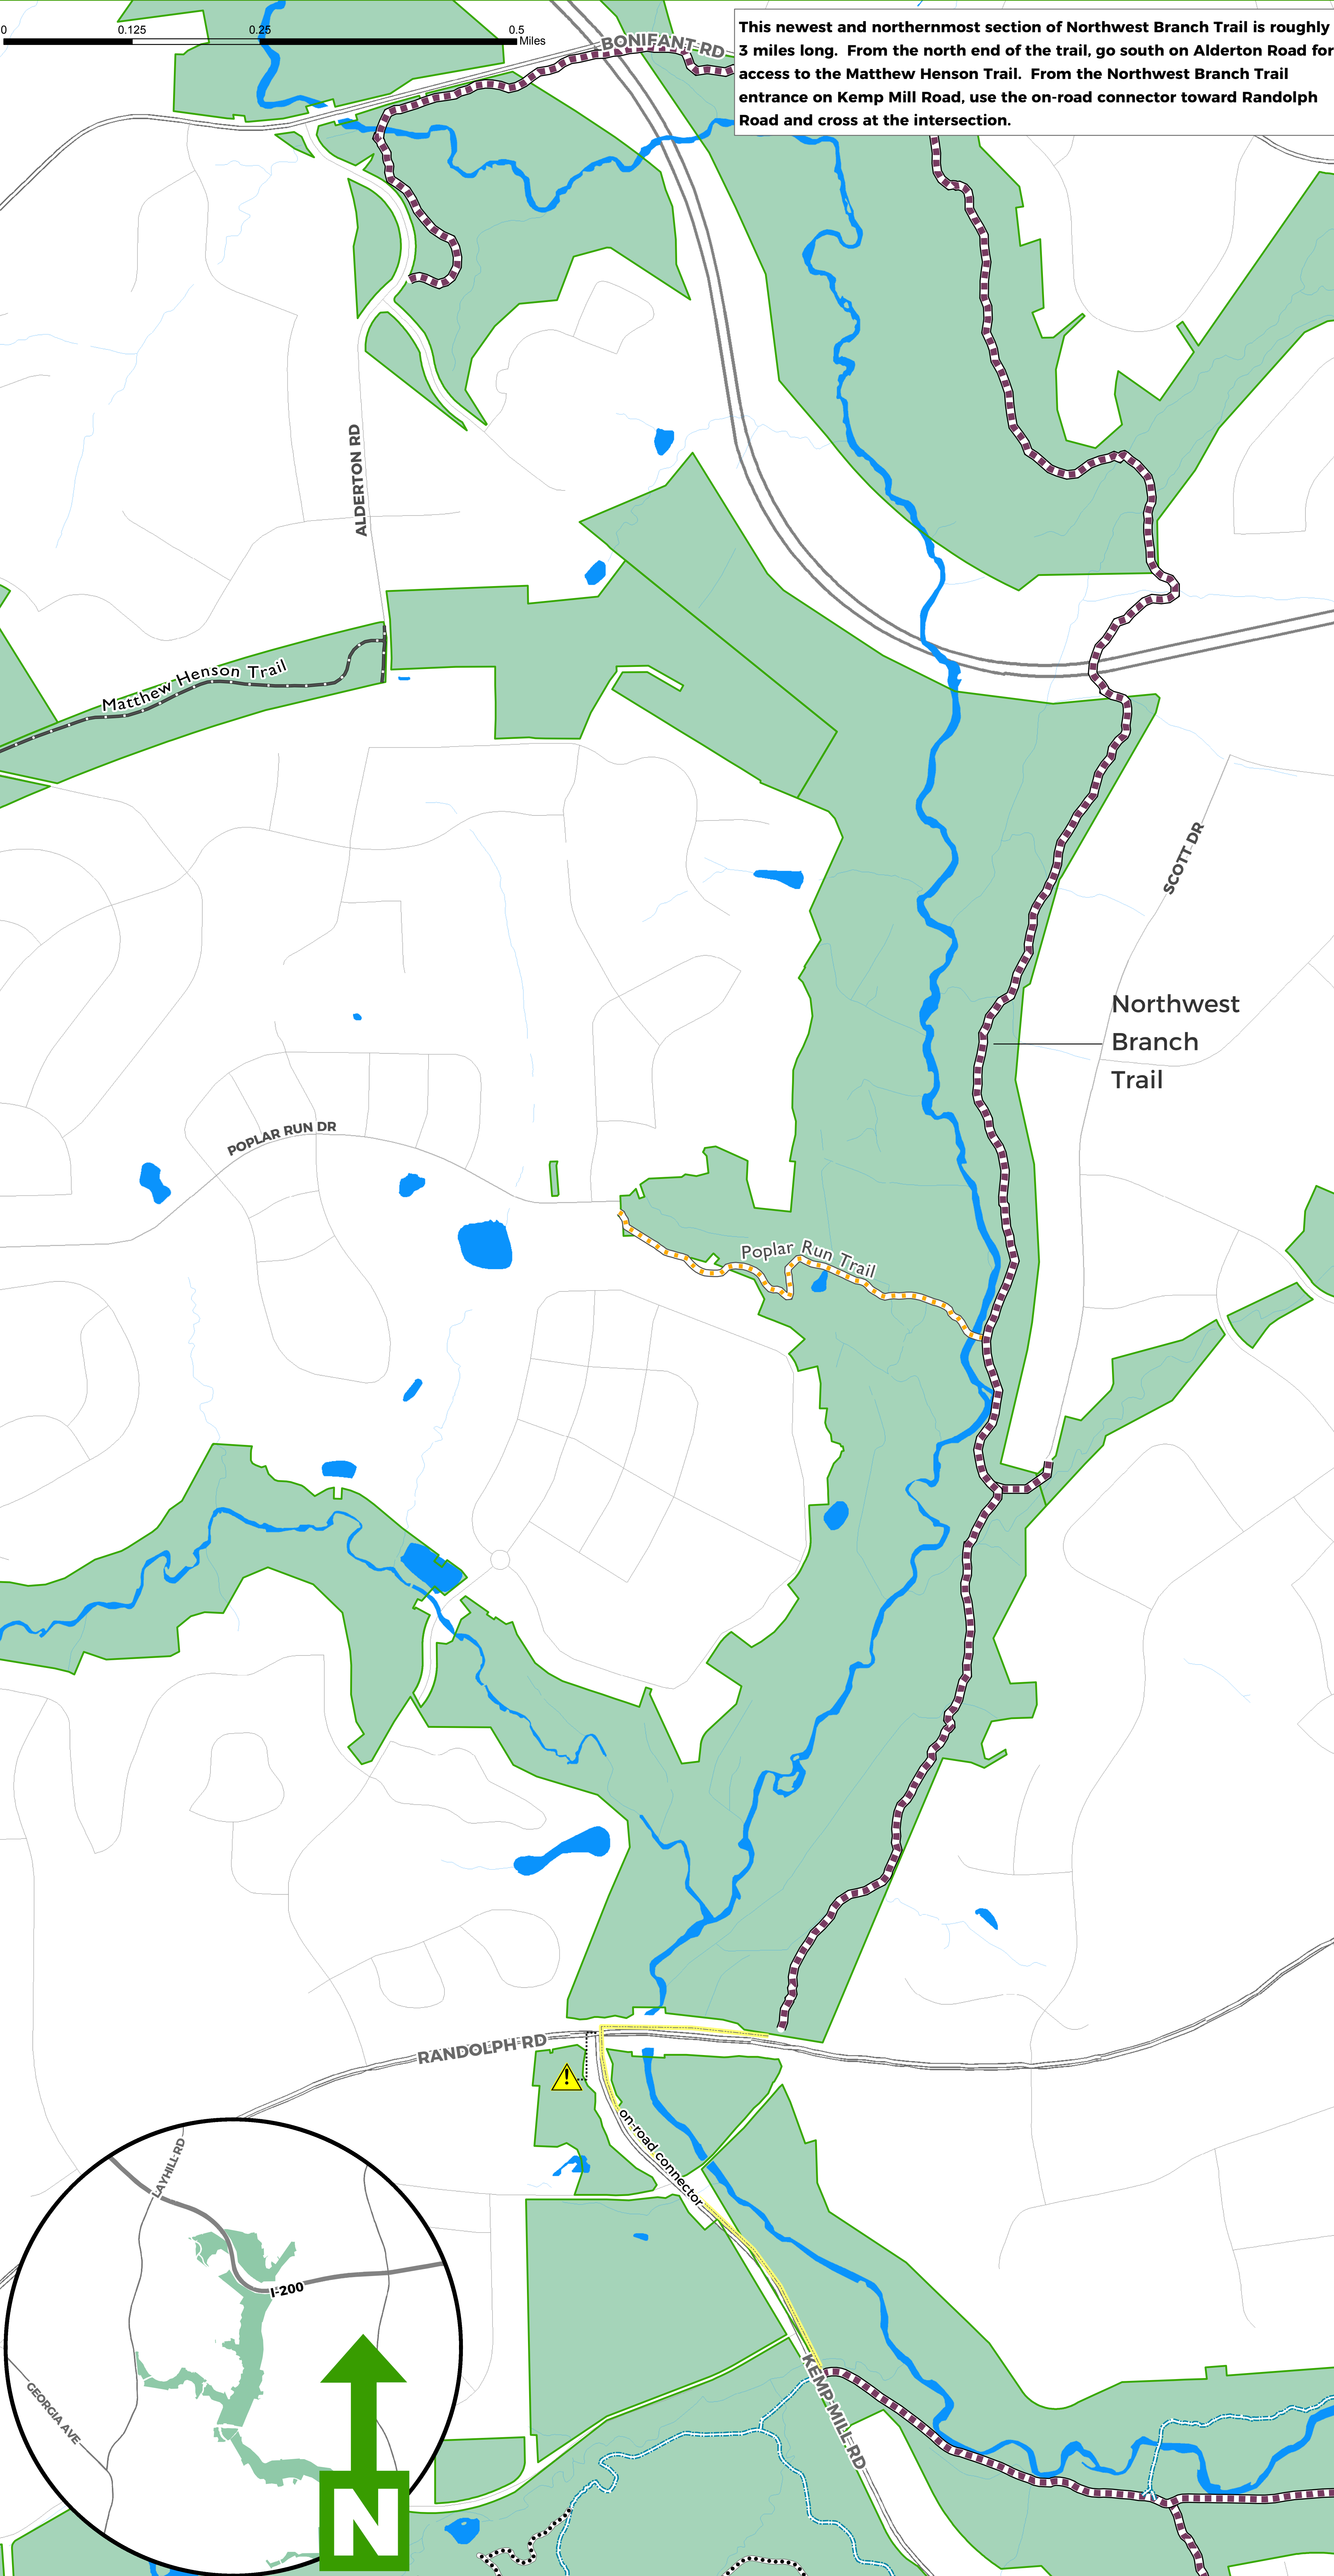 0 0.125 0.25 0.5
Miles
This newest and northernmost section of Northwest Branch Trail is roughly
3 miles long. From the north end of the trail, go south on Alderton Road for
access to the Matthew Henson Trail. From the Northwest Branch Trail
entrance on Kemp Mill Road, use the on-road connector toward Randolph
Road and cross at the intersection.
BONIFANT RD
ALDERTON RD
Matthew Henson Trail
SCOTT DR
Northwest
Branch
Trail
POPLAR RUN DR
Poplar Run Trail
RANDOLPH RD
!
on-road connector
KEMP MILL RD
LAYHILL RD
I-200
GEORGIA AVE
N